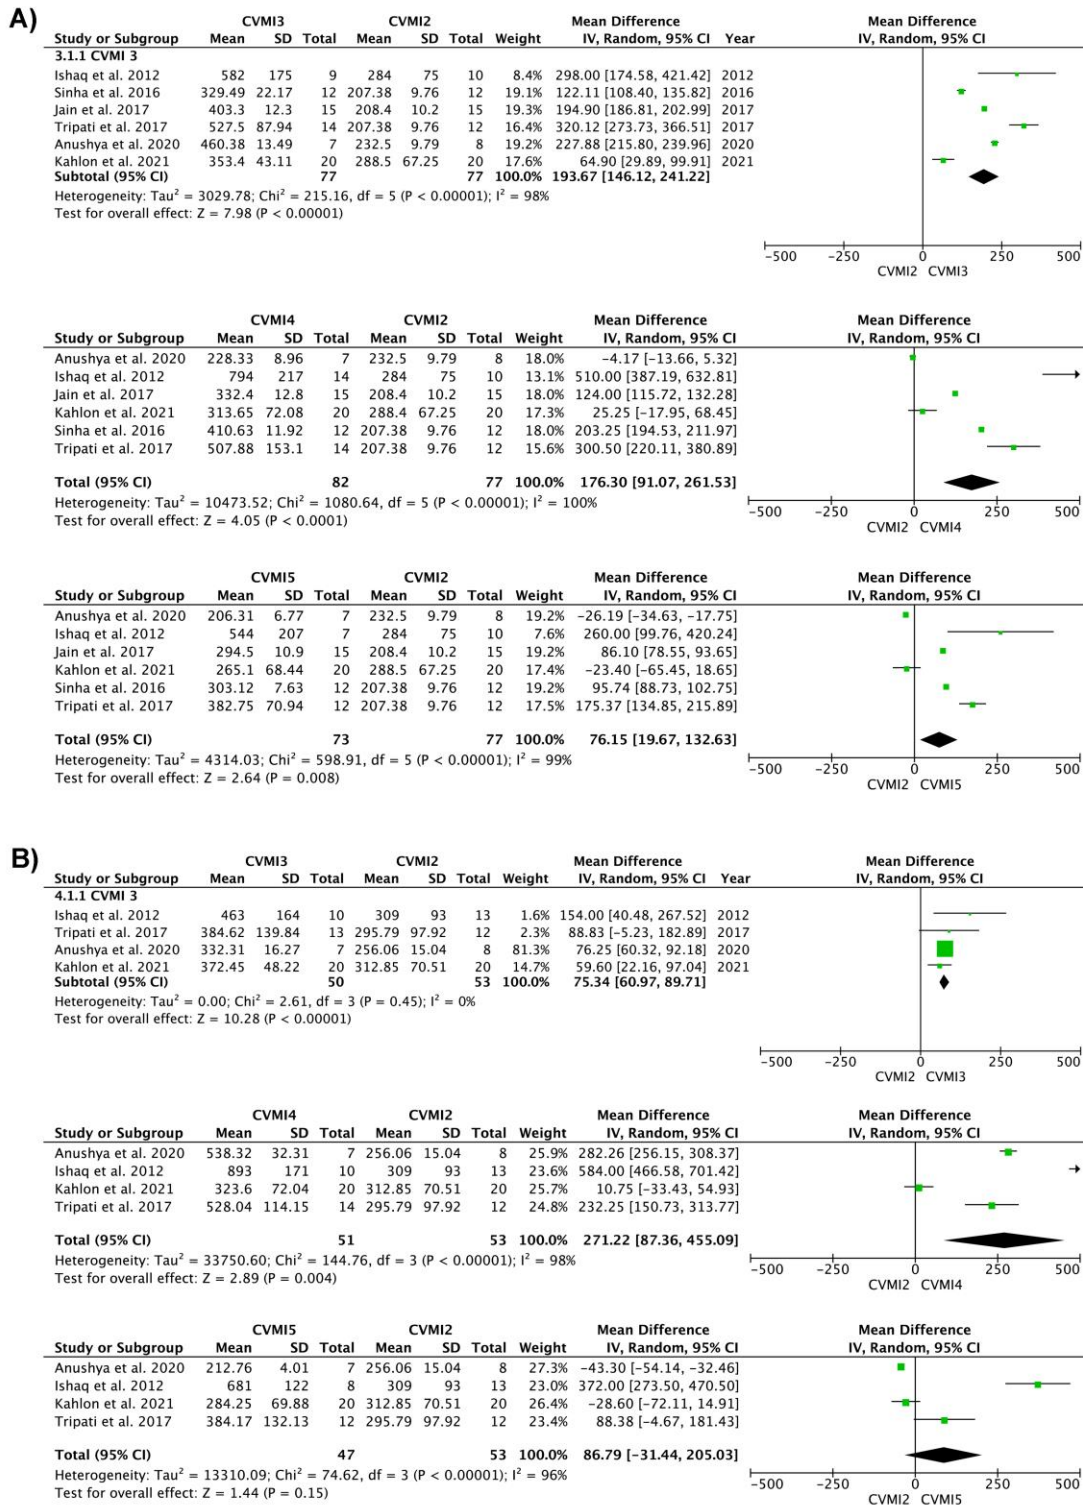 A)
CVMI3 CVMI2 Mean Difference Mean Difference
Study or Subgroup Mean SD Total Mean SD Total Weight IV, Random, 95% CI Year IV, Random, 95% CI
3.1.1 CVMI 3
Ishaq et al. 2012 582 175 9 284 75 10 8.4% 298.00 [174.58, 421.42] 2012
Sinha et al. 2016 329.49 22.17 12 207.38 9.76 12 19.1% 122.11 [108.40, 135.82] 2016
Jain et al. 2017 403.3 12.3 15 208.4 10.2 15 19.3% 194.90 [186.81, 202.99] 2017
Tripati et al. 2017 527.5 87.94 14 207.38 9.76 12 16.4% 320.12 [273.73, 366.51] 2017
Anushya et al. 2020 460.38 13.49 7 232.5 9.79 8 19.2% 227.88 [215.80, 239.96] 2020
Kahlon et al. 2021 353.4 43.11 20 288.5 67.25 20 17.6% 64.90 [29.89, 99.91] 2021
Subtotal (95% CI) 77 77 100.0% 193.67 [146.12, 241.22]
Heterogeneity: Tau² = 3029.78; Chi² = 215.16, df = 5 (P < 0.00001); I² = 98%
Test for overall effect: Z = 7.98 (P < 0.00001)
-500 -250 0 250 500
CVMI2 CVMI3
CVMI4 CVMI2 Mean Difference Mean Difference
Study or Subgroup Mean SD Total Mean SD Total Weight IV, Random, 95% CI IV, Random, 95% CI
Anushya et al. 2020 228.33 8.96 7 232.5 9.79 8 18.0% -4.17 [-13.66, 5.32]
Ishaq et al. 2012 794 217 14 284 75 10 13.1% 510.00 [387.19, 632.81]
Jain et al. 2017 332.4 12.8 15 208.4 10.2 15 18.0% 124.00 [115.72, 132.28]
Kahlon et al. 2021 313.65 72.08 20 288.4 67.25 20 17.3% 25.25 [-17.95, 68.45]
Sinha et al. 2016 410.63 11.92 12 207.38 9.76 12 18.0% 203.25 [194.53, 211.97]
Tripati et al. 2017 507.88 153.1 14 207.38 9.76 12 15.6% 300.50 [220.11, 380.89]
Total (95% CI) 82 77 100.0% 176.30 [91.07, 261.53]
Heterogeneity: Tau² = 10473.52; Chi² = 1080.64, df = 5 (P < 0.00001); I² = 100%
Test for overall effect: Z = 4.05 (P < 0.0001)
-500 -250 0 250 500
CVMI2 CVMI4
CVMI5 CVMI2 Mean Difference Mean Difference
Study or Subgroup Mean SD Total Mean SD Total Weight IV, Random, 95% CI IV, Random, 95% CI
Anushya et al. 2020 206.31 6.77 7 232.5 9.79 8 19.2% -26.19 [-34.63, -17.75]
Ishaq et al. 2012 544 207 7 284 75 10 7.6% 260.00 [99.76, 420.24]
Jain et al. 2017 294.5 10.9 15 208.4 10.2 15 19.2% 86.10 [78.55, 93.65]
Kahlon et al. 2021 265.1 68.44 20 288.5 67.25 20 17.4% -23.40 [-65.45, 18.65]
Sinha et al. 2016 303.12 7.63 12 207.38 9.76 12 19.2% 95.74 [88.73, 102.75]
Tripati et al. 2017 382.75 70.94 12 207.38 9.76 12 17.5% 175.37 [134.85, 215.89]
Total (95% CI) 73 77 100.0% 76.15 [19.67, 132.63]
Heterogeneity: Tau² = 4314.03; Chi² = 598.91, df = 5 (P < 0.00001); I² = 99%
Test for overall effect: Z = 2.64 (P = 0.008)
-500 -250 0 250 500
CVMI2 CVMI5
B)
CVMI3 CVMI2 Mean Difference Mean Difference
Study or Subgroup Mean SD Total Mean SD Total Weight IV, Random, 95% CI Year IV, Random, 95% CI
4.1.1 CVMI 3
Ishaq et al. 2012 463 164 10 309 93 13 1.6% 154.00 [40.48, 267.52] 2012
Tripati et al. 2017 384.62 139.84 13 295.79 97.92 12 2.3% 88.83 [-5.23, 182.89] 2017
Anushya et al. 2020 332.31 16.27 7 256.06 15.04 8 81.3% 76.25 [60.32, 92.18] 2020
Kahlon et al. 2021 372.45 48.22 20 312.85 70.51 20 14.7% 59.60 [22.16, 97.04] 2021
Subtotal (95% CI) 50 53 100.0% 75.34 [60.97, 89.71]
Heterogeneity: Tau² = 0.00; Chi² = 2.61, df = 3 (P = 0.45); I² = 0%
Test for overall effect: Z = 10.28 (P < 0.00001)
-500 -250 0 250 500
CVMI2 CVMI3
CVMI4 CVMI2 Mean Difference Mean Difference
Study or Subgroup Mean SD Total Mean SD Total Weight IV, Random, 95% CI IV, Random, 95% CI
Anushya et al. 2020 538.32 32.31 7 256.06 15.04 8 25.9% 282.26 [256.15, 308.37]
Ishaq et al. 2012 893 171 10 309 93 13 23.6% 584.00 [466.58, 701.42]
Kahlon et al. 2021 323.6 72.04 20 312.85 70.51 20 25.7% 10.75 [-33.43, 54.93]
Tripati et al. 2017 528.04 114.15 14 295.79 97.92 12 24.8% 232.25 [150.73, 313.77]
Total (95% CI) 51 53 100.0% 271.22 [87.36, 455.09]
Heterogeneity: Tau² = 33750.60; Chi² = 144.76, df = 3 (P < 0.00001); I² = 98%
Test for overall effect: Z = 2.89 (P = 0.004)
-500 -250 0 250 500
CVMI2 CVMI4
CVMI5 CVMI2 Mean Difference Mean Difference
Study or Subgroup Mean SD Total Mean SD Total Weight IV, Random, 95% CI IV, Random, 95% CI
Anushya et al. 2020 212.76 4.01 7 256.06 15.04 8 27.3% -43.30 [-54.14, -32.46]
Ishaq et al. 2012 681 122 8 309 93 13 23.0% 372.00 [273.50, 470.50]
Kahlon et al. 2021 284.25 69.88 20 312.85 70.51 20 26.4% -28.60 [-72.11, 14.91]
Tripati et al. 2017 384.17 132.13 12 295.79 97.92 12 23.4% 88.38 [-4.67, 181.43]
Total (95% CI) 47 53 100.0% 86.79 [-31.44, 205.03]
Heterogeneity: Tau² = 13310.09; Chi² = 74.62, df = 3 (P < 0.00001); I² = 96%
Test for overall effect: Z = 1.44 (P = 0.15)
-500 -250 0 250 500
CVMI2 CVMI5